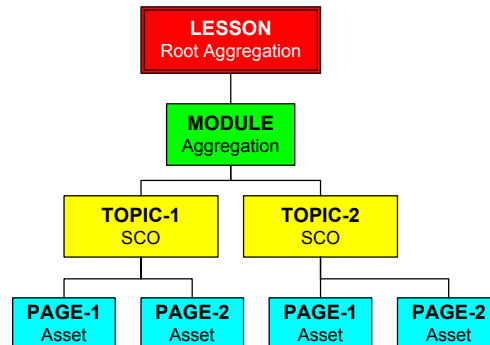 LESSON
Root Aggregation
MODULE
Aggregation
TOPIC-1
SCO
TOPIC-2
SCO
PAGE-1
Asset
PAGE-2
Asset
PAGE-1
Asset
PAGE-2
Asset